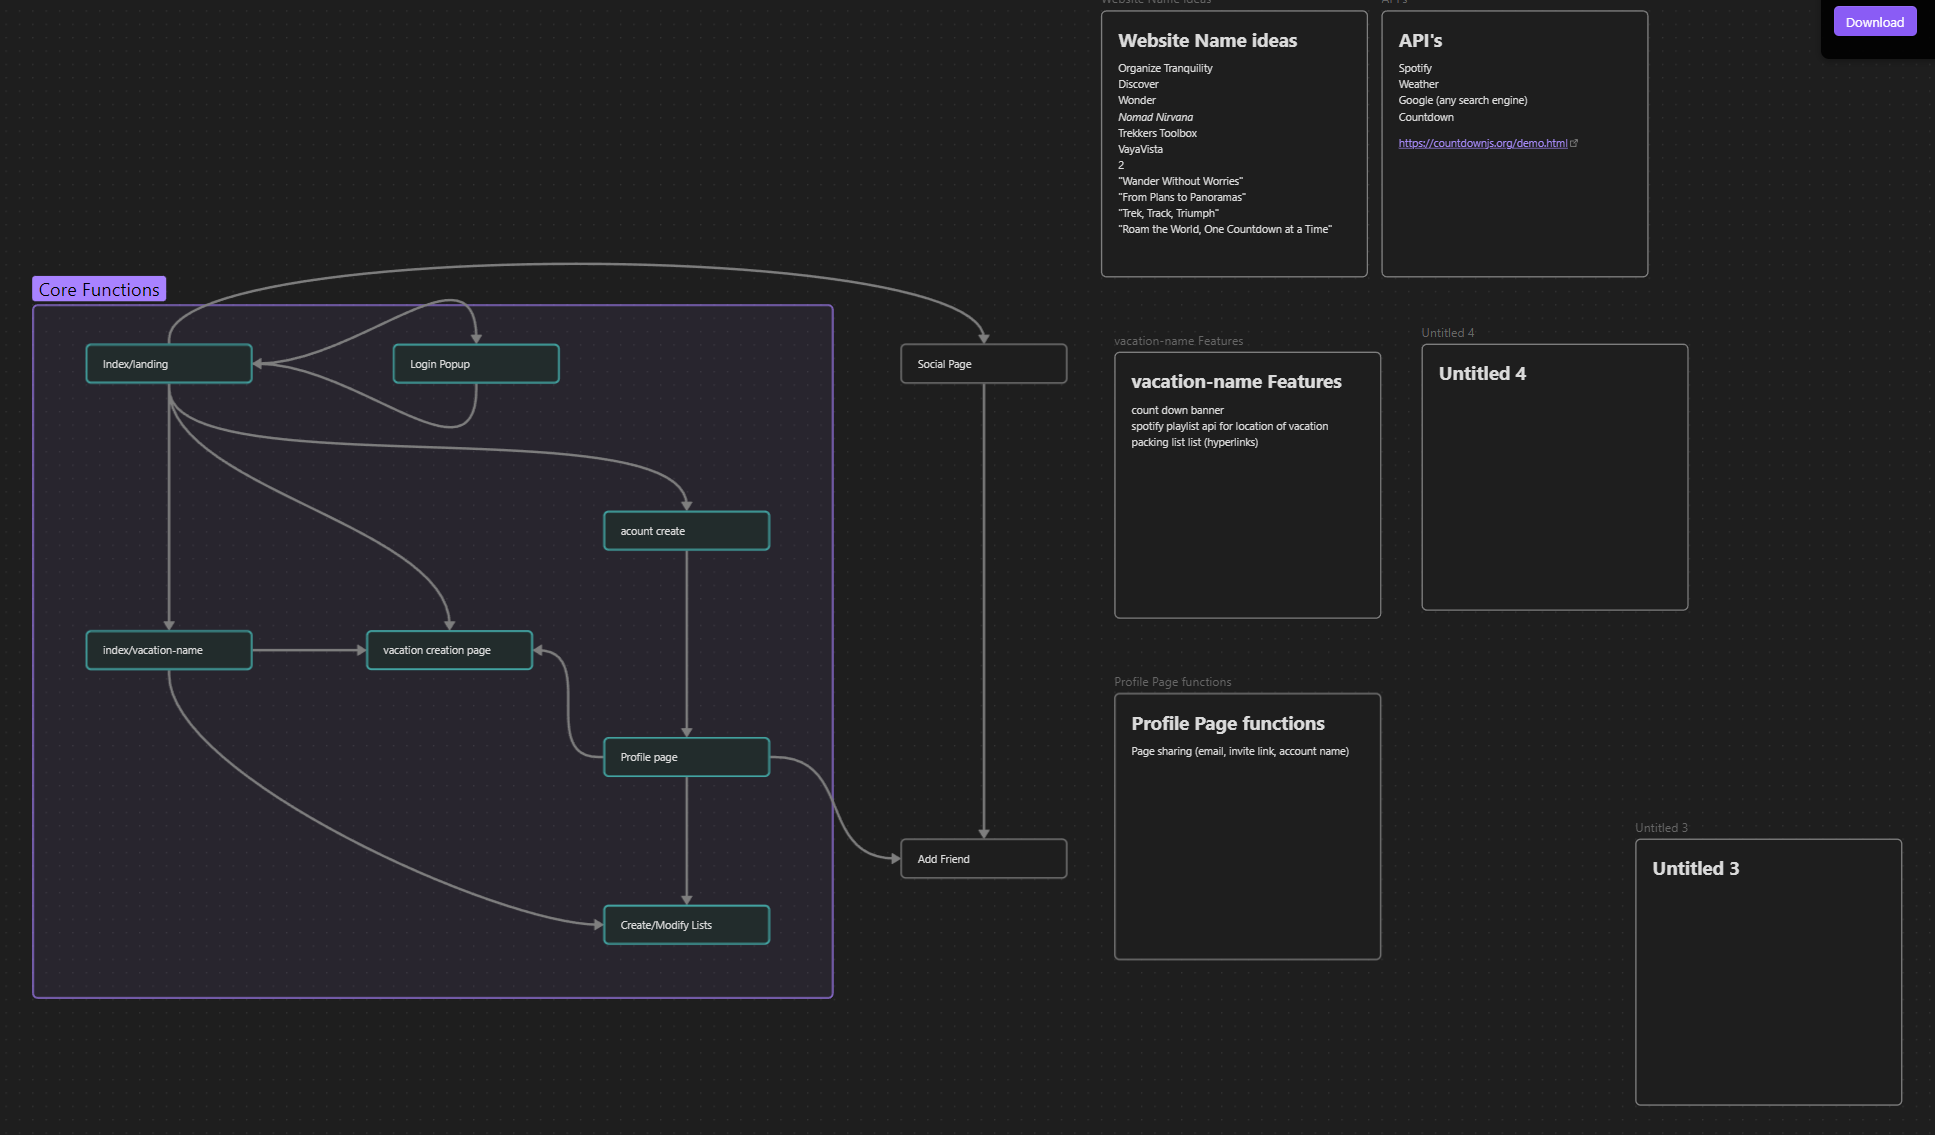 Website Name ideas
API's
Download
Website Name ideas
Organize Tranquility
Discover
Wonder
Nomad Nirvana
Trekkers Toolbox
VayaVista
2
"Wander Without Worries"
"From Plans to Panoramas"
"Trek, Track, Triumph"
"Roam the World, One Countdown at a Time"
API's
Spotify
Weather
Google (any search engine)
Countdown
https://countdownjs.org/demo.html
Core Functions
Index/landing
Login Popup
Social Page
acount create
index/vacation-name
vacation creation page
Profile page
Add Friend
Create/Modify Lists
vacation-name Features
vacation-name Features
count down banner
spotify playlist api for location of vacation
packing list list (hyperlinks)
Untitled 4
Untitled 4
Profile Page functions
Profile Page functions
Page sharing (email, invite link, account name)
Untitled 3
Untitled 3